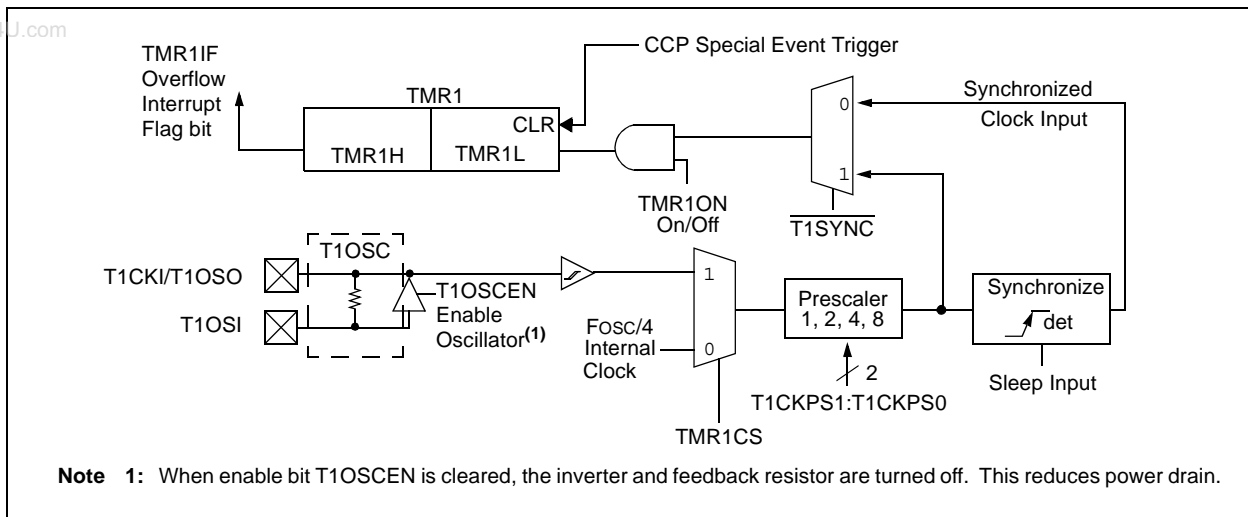 4U.com
TMR1IF
Overflow
Interrupt
Flag bit
TMR1
TMR1H
TMR1L
CLR
CCP Special Event Trigger
TMR1ON
On/Off
0
1
T1SYNC
Synchronized
Clock Input
T1OSC
T1CKI/T1OSO
T1OSI
T1OSCEN
Enable
Oscillator(1)
FOSC/4
Internal
Clock
1
0
TMR1CS
Prescaler
1, 2, 4, 8
2
T1CKPS1:T1CKPS0
Synchronize
det
Sleep Input
Note 1: When enable bit T1OSCEN is cleared, the inverter and feedback resistor are turned off. This reduces power drain.